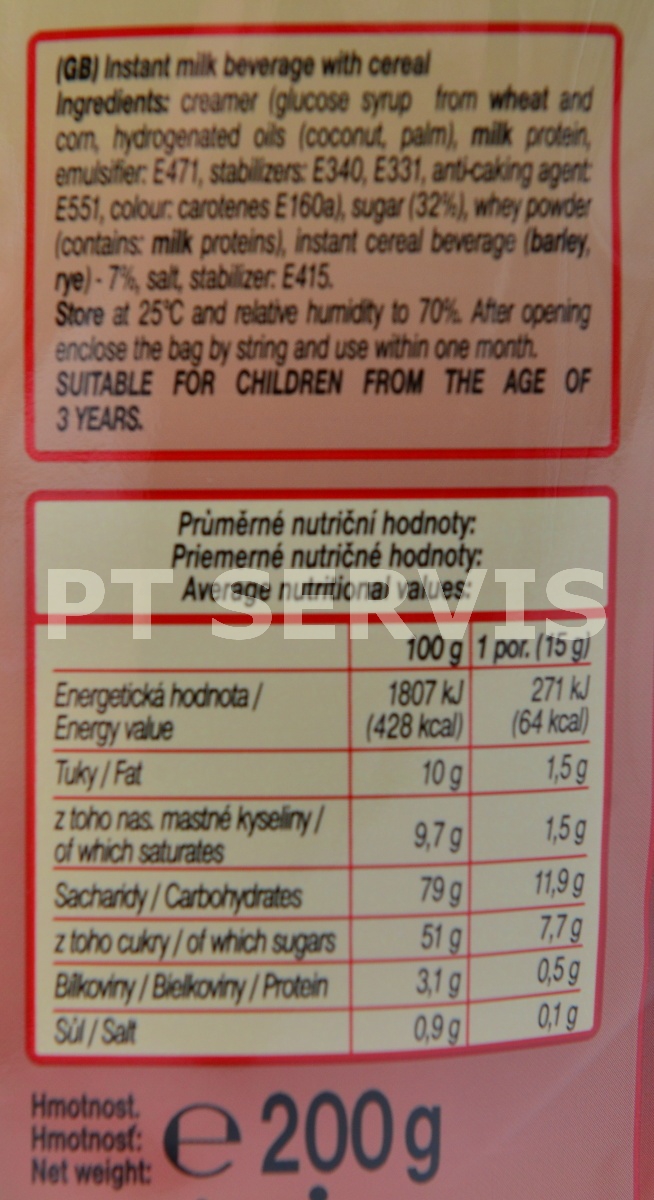 (GB) Instant milk beverage with cereal
Ingredients: creamer (glucose syrup from wheat and
corn, hydrogenated oils (coconut, palm), milk protein,
emulsifier: E471, stabilizers: E340, E331, anti-caking agent:
E551, colour: carotenes E160a), sugar (32%), whey powder
(contains: milk proteins), instant cereal beverage (barley,
rye) - 7%, salt, stabilizer: E415.
Store at 25°C and relative humidity to 70%. After opening
enclose the bag by string and use within one month.
SUITABLE FOR CHILDREN FROM THE AGE OF
3 YEARS.
Průměrné nutriční hodnoty:
Priemerné nutričné hodnoty:
Average nutritional values:
PT SERVIS
100 g 1 por. (15 g)
Energetická hodnota / 1807 kJ 271 kJ
Energy value (428 kcal) (64 kcal)
Tuky / Fat 10 g 1,5 g
z toho nas. mastné kyseliny /
of which saturates 9,7 g 1,5 g
Sacharidy / Carbohydrates 79 g 11,9 g
z toho cukry / of which sugars 51 g 7,7 g
Bílkoviny / Bielkoviny / Protein 3,1 g 0,5 g
Sůl / Salt 0,9 g 0,1 g
Hmotnost.
Hmotnosť:
Net weight:
e 200 g